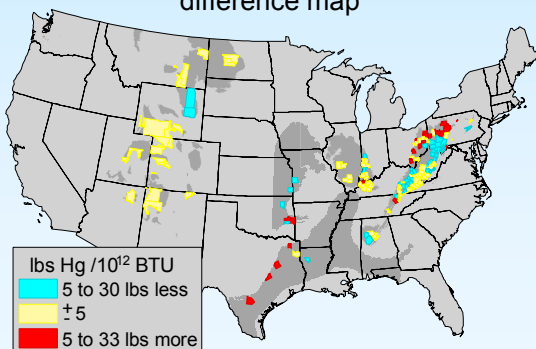 difference map
lbs Hg /10¹² BTU
5 to 30 lbs less
± 5
5 to 33 lbs more